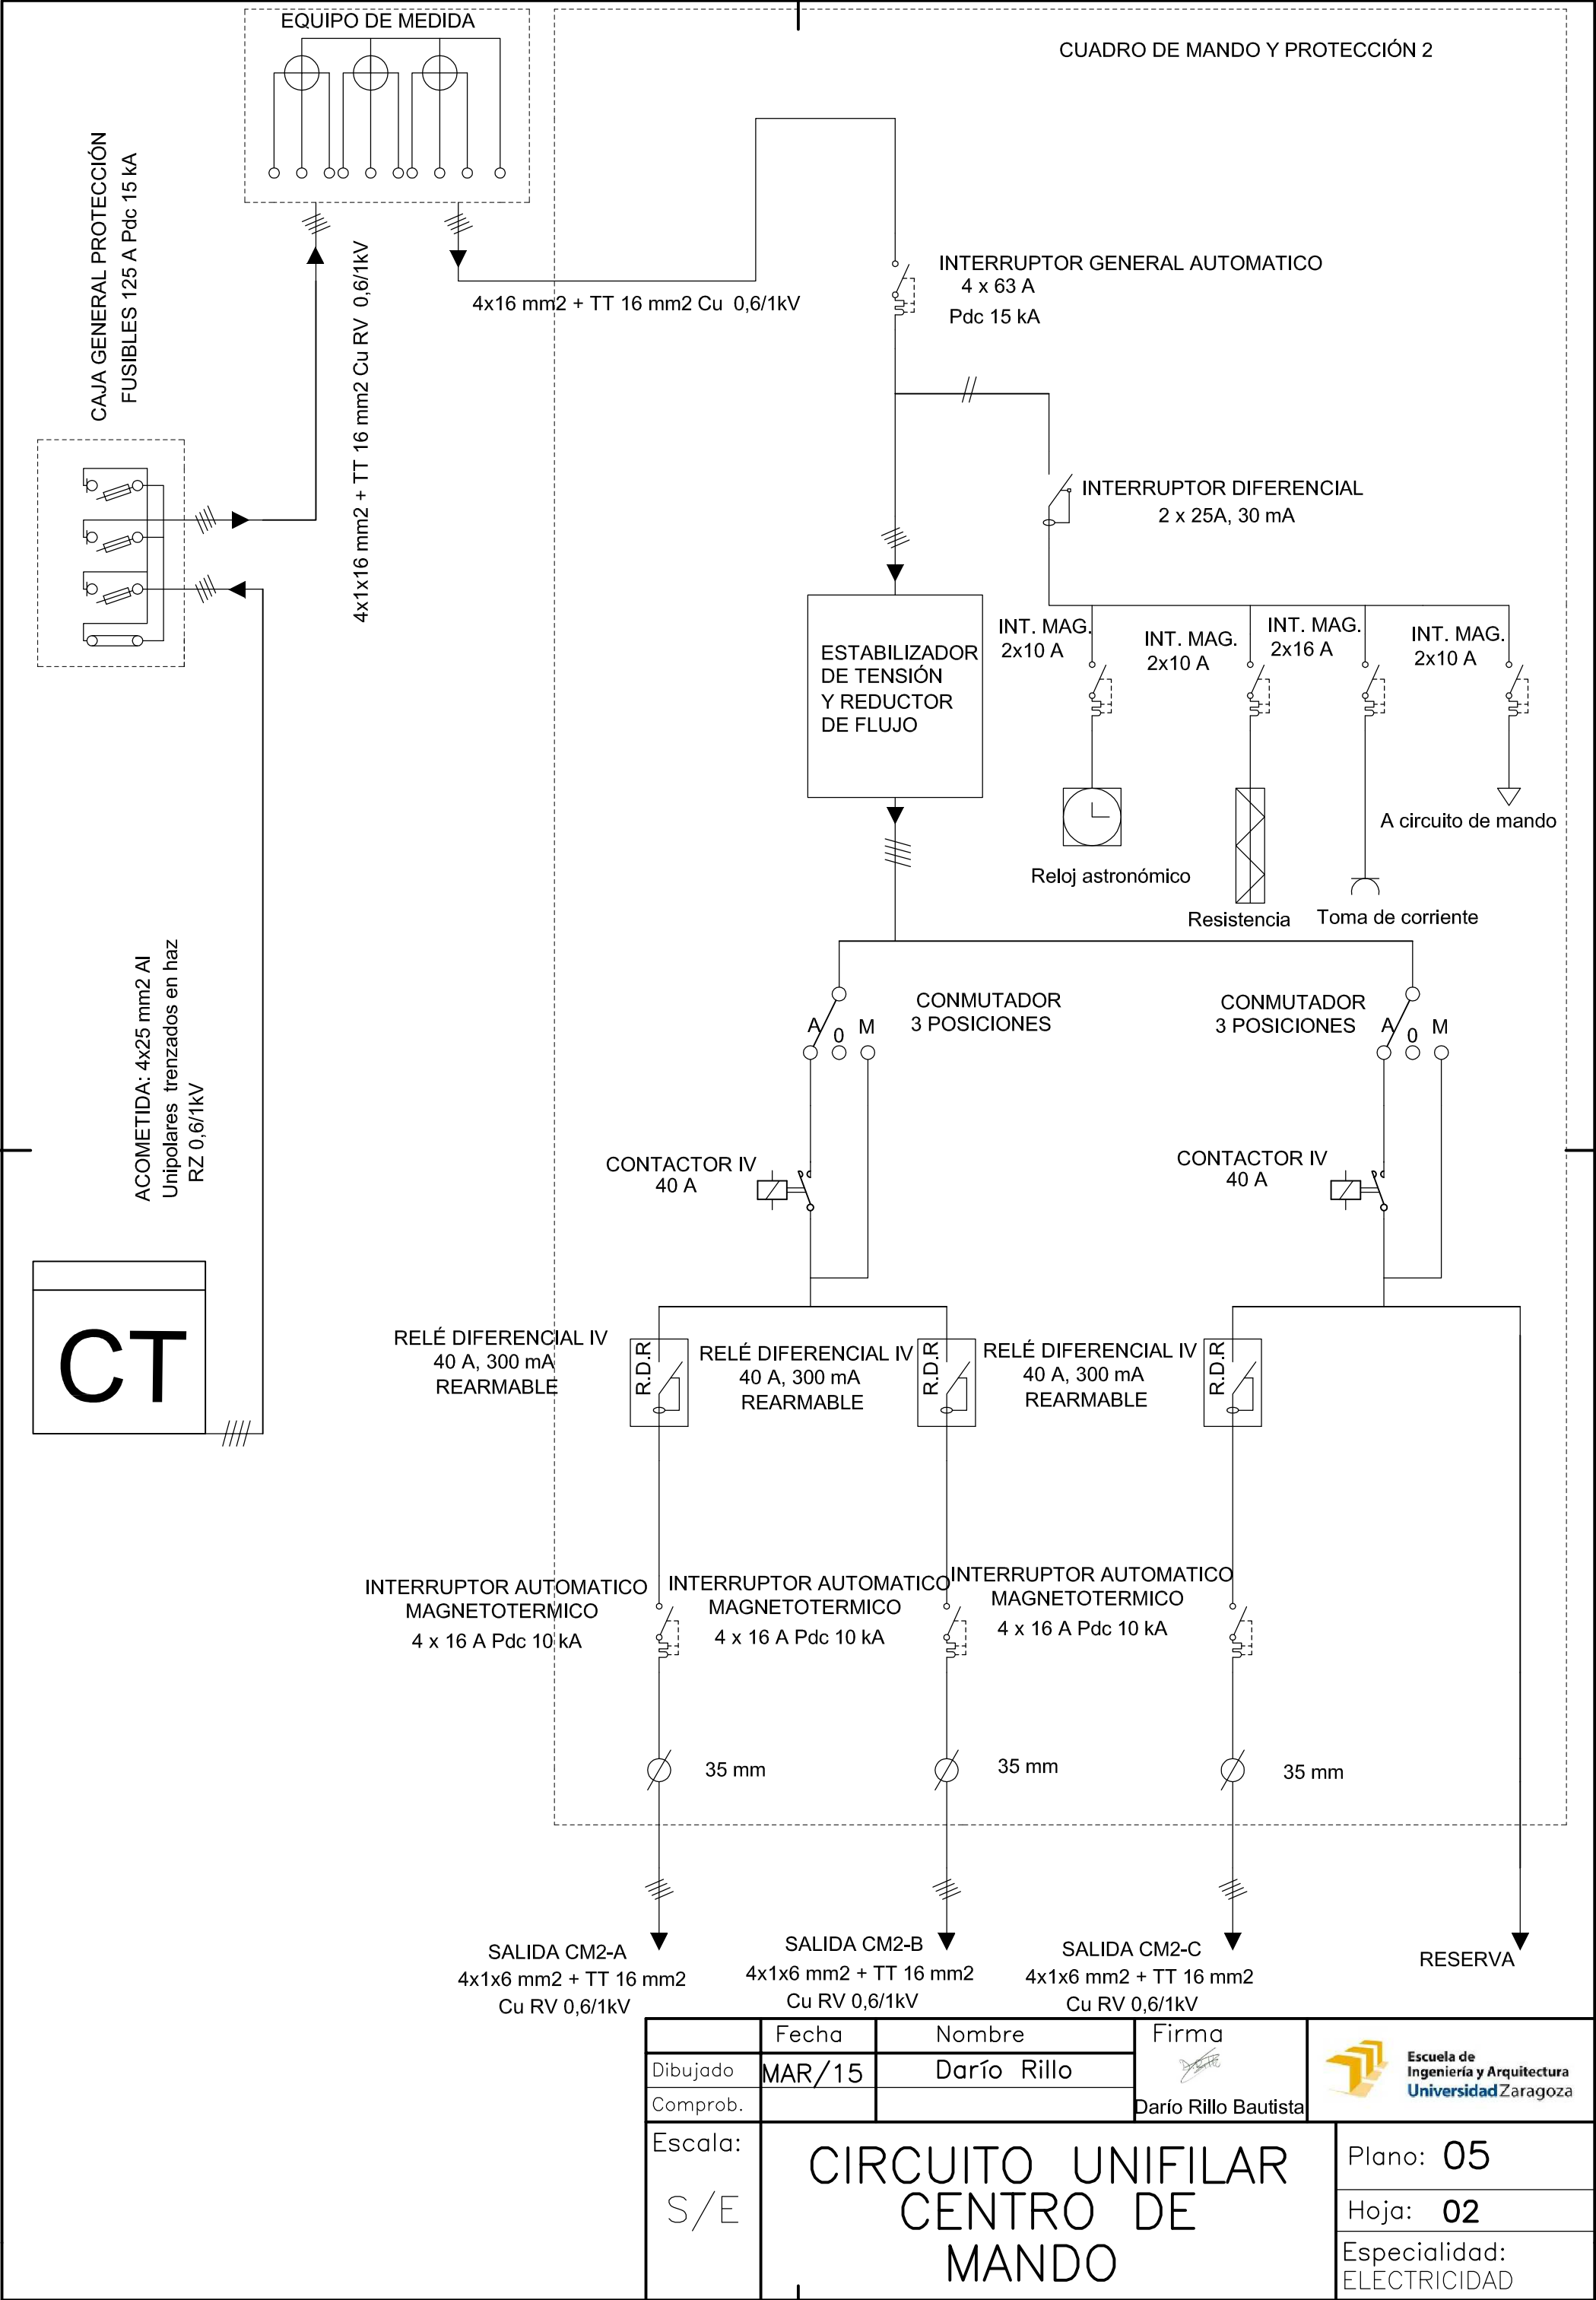 EQUIPO DE MEDIDA
CUADRO DE MANDO Y PROTECCIÓN 2
CAJA GENERAL PROTECCIÓN
FUSIBLES 125 A Pdc 15 kA
4x1x16 mm2 + TT 16 mm2 Cu RV 0,6/1kV
4x16 mm2 + TT 16 mm2 Cu 0,6/1kV
INTERRUPTOR GENERAL AUTOMATICO
4 x 63 A
Pdc 15 kA
INTERRUPTOR DIFERENCIAL
2 x 25A, 30 mA
ESTABILIZADOR
DE TENSIÓN
Y REDUCTOR
DE FLUJO
INT. MAG.
2x10 A
INT. MAG.
2x10 A
INT. MAG.
2x16 A
INT. MAG.
2x10 A
Reloj astronómico
Resistencia
Toma de corriente
A circuito de mando
ACOMETIDA: 4x25 mm2 Al
Unipolares trenzados en haz
RZ 0,6/1kV
CT
CONMUTADOR
3 POSICIONES
A
0
M
CONMUTADOR
3 POSICIONES
A
0
M
CONTACTOR IV
40 A
CONTACTOR IV
40 A
RELÉ DIFERENCIAL IV
40 A, 300 mA
REARMABLE
R.D.R
RELÉ DIFERENCIAL IV
40 A, 300 mA
REARMABLE
R.D.R
RELÉ DIFERENCIAL IV
40 A, 300 mA
REARMABLE
R.D.R
INTERRUPTOR AUTOMATICO
MAGNETOTERMICO
4 x 16 A Pdc 10 kA
INTERRUPTOR AUTOMATICO
MAGNETOTERMICO
4 x 16 A Pdc 10 kA
INTERRUPTOR AUTOMATICO
MAGNETOTERMICO
4 x 16 A Pdc 10 kA
35 mm
35 mm
35 mm
SALIDA CM2-A
4x1x6 mm2 + TT 16 mm2
Cu RV 0,6/1kV
SALIDA CM2-B
4x1x6 mm2 + TT 16 mm2
Cu RV 0,6/1kV
SALIDA CM2-C
4x1x6 mm2 + TT 16 mm2
Cu RV 0,6/1kV
RESERVA
Fecha
Nombre
Firma
Dibujado
MAR/15
Darío Rillo
Comprob.
Darío Rillo Bautista
Escuela de
Ingeniería y Arquitectura
Universidad Zaragoza
Escala:
S/E
CIRCUITO UNIFILAR
CENTRO DE
MANDO
Plano: 05
Hoja: 02
Especialidad:
ELECTRICIDAD